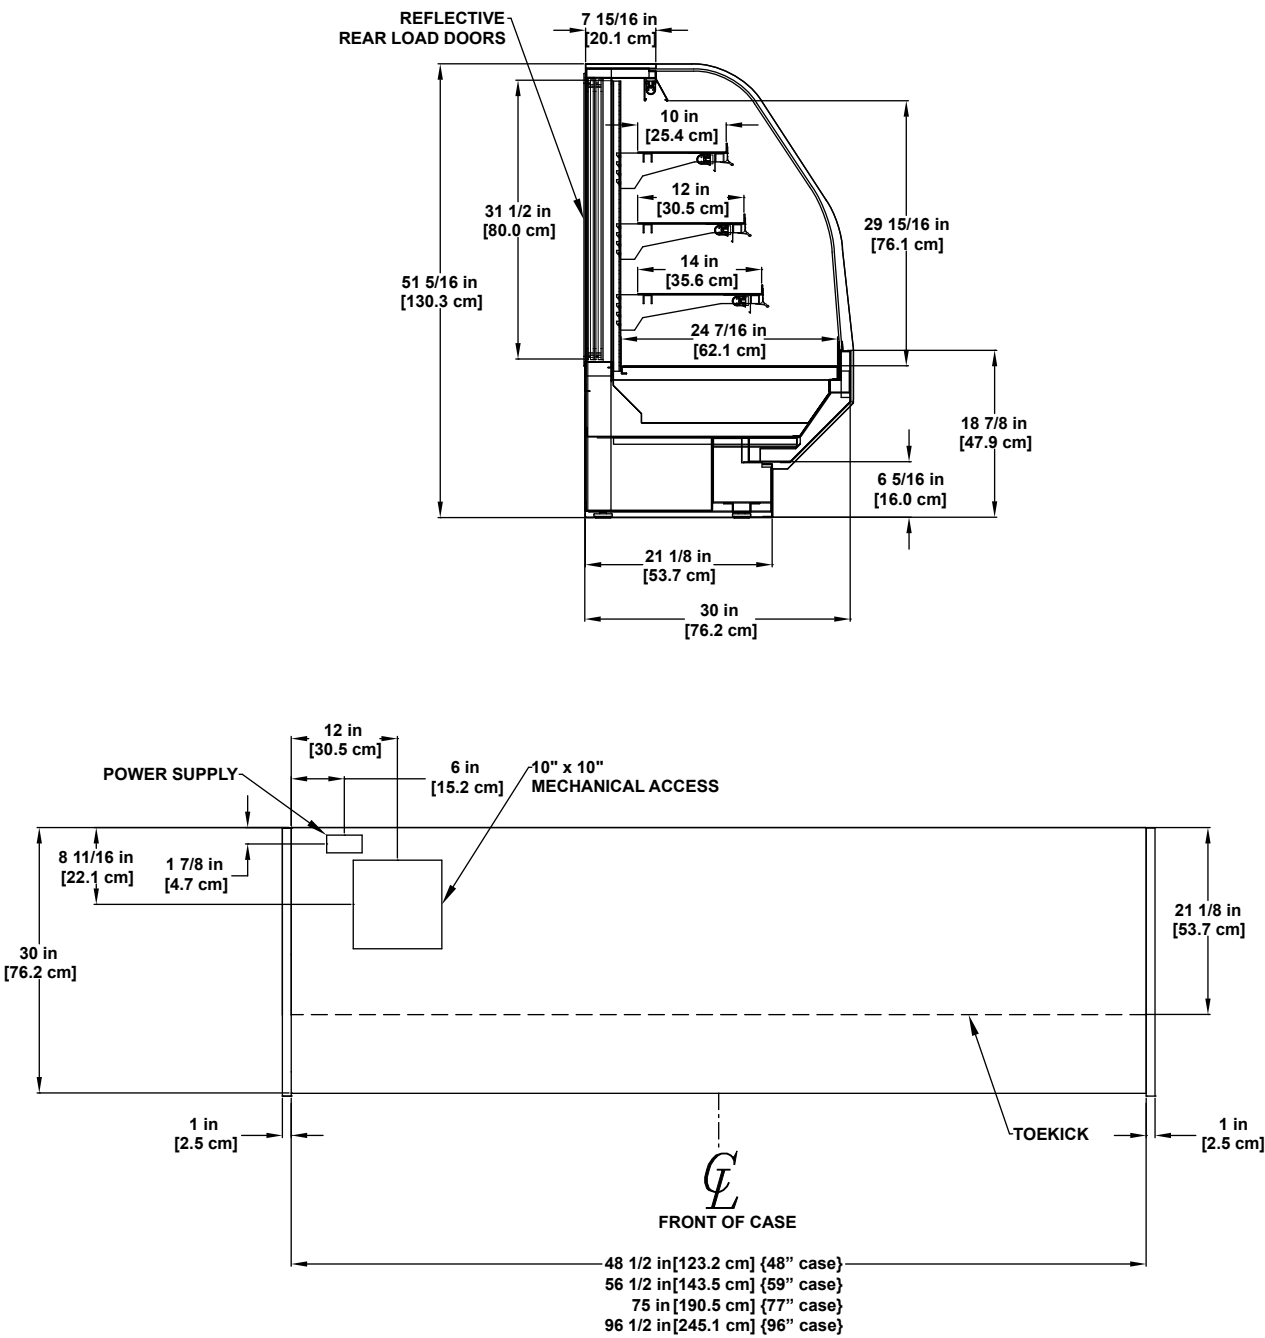 REFLECTIVE
REAR LOAD DOORS
7 15/16 in
[20.1 cm]
10 in
[25.4 cm]
12 in
[30.5 cm]
31 1/2 in
[80.0 cm]
29 15/16 in
[76.1 cm]
14 in
[35.6 cm]
51 5/16 in
[130.3 cm]
24 7/16 in
[62.1 cm]
18 7/8 in
[47.9 cm]
6 5/16 in
[16.0 cm]
21 1/8 in
[53.7 cm]
30 in
[76.2 cm]
12 in
[30.5 cm]
POWER SUPPLY
6 in
[15.2 cm]
10" x 10"
MECHANICAL ACCESS
8 11/16 in
[22.1 cm]
1 7/8 in
[4.7 cm]
21 1/8 in
[53.7 cm]
30 in
[76.2 cm]
1 in
[2.5 cm]
TOEKICK
1 in
[2.5 cm]
CL
FRONT OF CASE
48 1/2 in[123.2 cm] {48” case}
56 1/2 in[143.5 cm] {59” case}
75 in[190.5 cm] {77” case}
96 1/2 in[245.1 cm] {96” case}